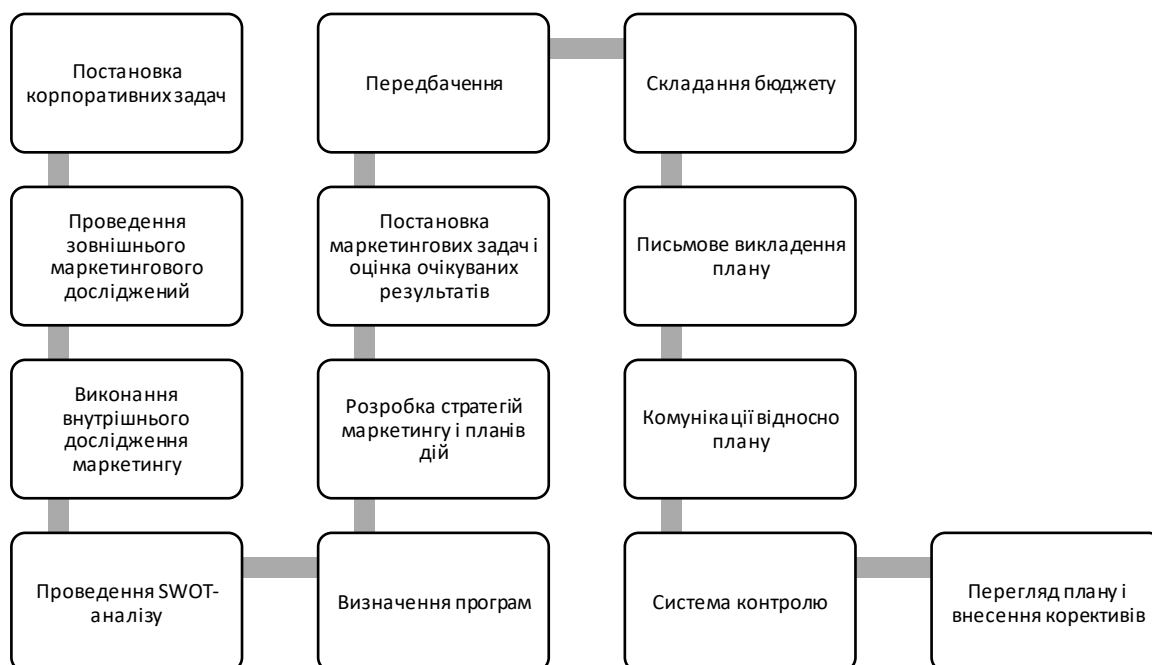 Постановка
корпоративних задач
Проведення
зовнішнього
маркетингового
досліджений
Виконання
внутрішнього
дослідження
маркетингу
Проведення SWOT-
аналізу
Визначення програм
Розробка стратегій
маркетингу і планів
дій
Постановка
маркетингових задач і
оцінка очікуваних
результатів
Передбачення
Складання бюджету
Письмове викладення
плану
Комунікації відносно
плану
Система контролю
Перегляд плану і
внесення корективів